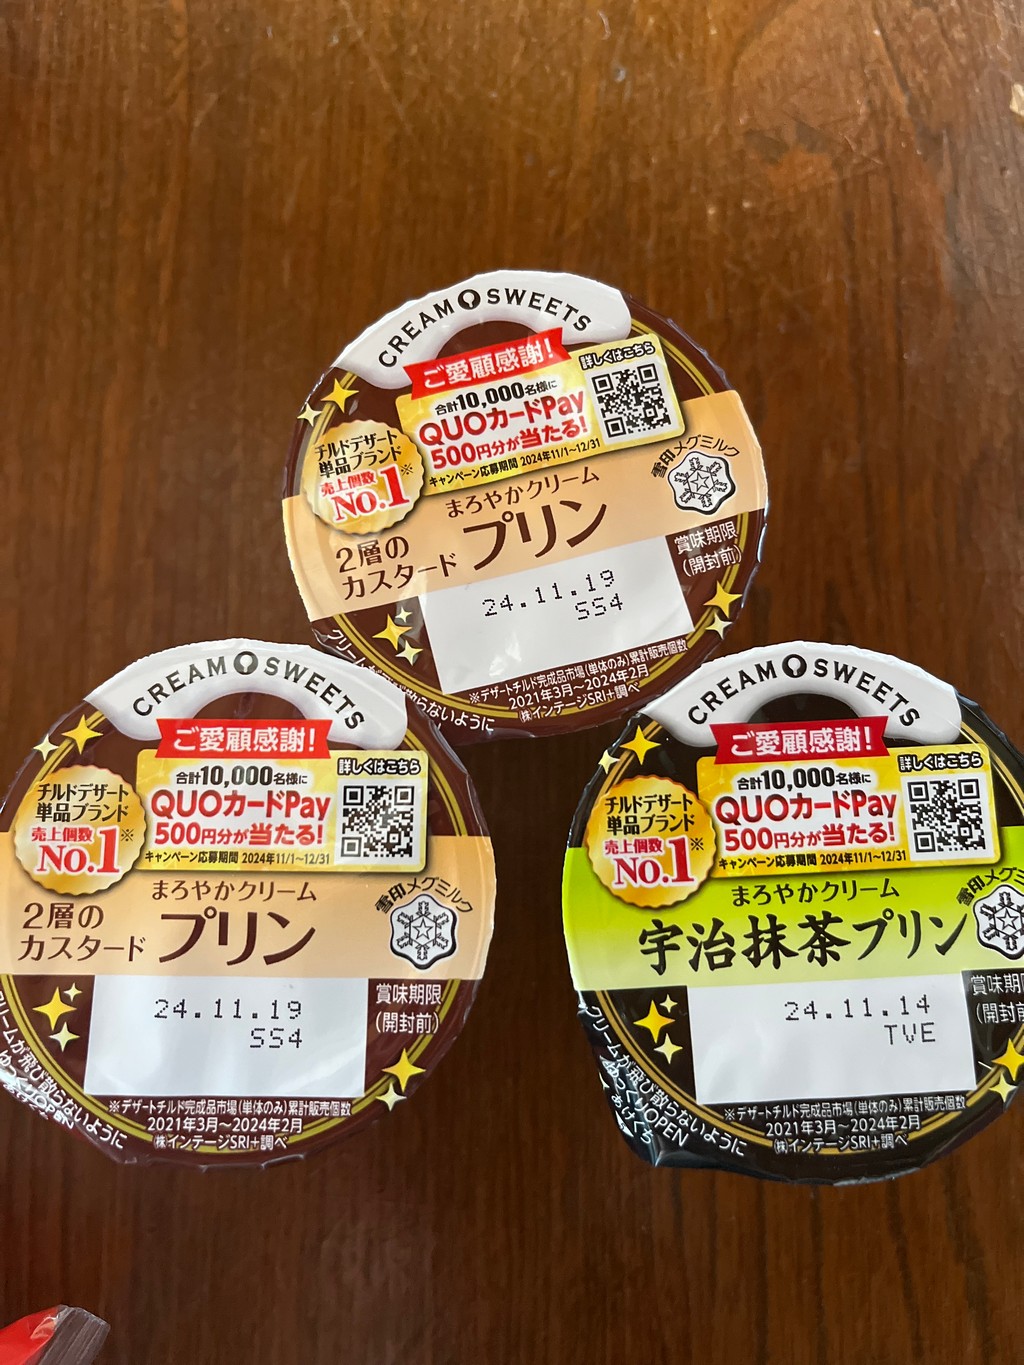 CREAM SWEETS
ご愛顧感謝!
合計10,000名様に
QUOカードPay
500円分が当たる!
キャンペーン応募期間 2024年11/1~12/31
詳しくはこちら
チルドデザート
単品ブランド
売上個数※
No.1
雪印メグミルク
まろやかクリーム
2層の
カスタード
プリン
賞味期限
(開封前)
24.11.19
SS4
※デザートチルド完成品市場(単体のみ)累計販売個数
2021年3月~2024年2月
(株)インテージSRI+調べ
CREAM SWEETS
ご愛顧感謝!
合計10,000名様に
QUOカードPay
500円分が当たる!
キャンペーン応募期間 2024年11/1~12/31
詳しくはこちら
チルドデザート
単品ブランド
売上個数※
No.1
雪印メグミルク
まろやかクリーム
2層の
カスタード
プリン
賞味期限
(開封前)
24.11.19
SS4
クリームが飛び散らないように
※デザートチルド完成品市場(単体のみ)累計販売個数
2021年3月~2024年2月
(株)インテージSRI+調べ
CREAM SWEETS
ご愛顧感謝!
合計10,000名様に
QUOカードPay
500円分が当たる!
キャンペーン応募期間 2024年11/1~12/31
詳しくはこちら
チルドデザート
単品ブランド
売上個数※
No.1
雪印メグミルク
まろやかクリーム
宇治抹茶プリン
賞味期限
(開封前
24.11.14
TVE
クリームが飛び散らないように
ゆっくりOPEN
※デザートチルド完成品市場(単体のみ)累計販売個数
2021年3月~2024年2月
(株)インテージSRI+調べ